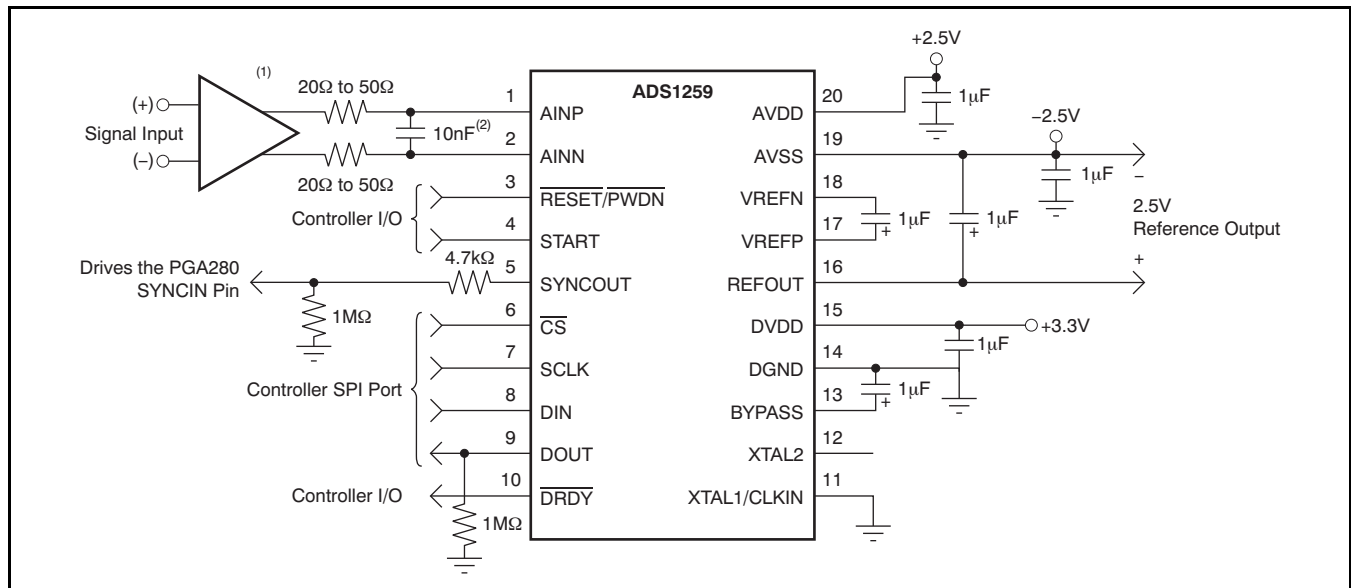 (1)
20Ω to 50Ω
(+)
Signal Input
(−)
10nF(2)
20Ω to 50Ω
Controller I/O
4.7kΩ
Drives the PGA280
SYNCIN Pin
1MΩ
Controller SPI Port
Controller I/O
1MΩ
ADS1259
1 AINP
2 AINN
3 RESET/PWDN
4 START
5 SYNCOUT
6 CS
7 SCLK
8 DIN
9 DOUT
10 DRDY
20 AVDD
19 AVSS
18 VREFN
17 VREFP
16 REFOUT
15 DVDD
14 DGND
13 BYPASS
12 XTAL2
11 XTAL1/CLKIN
+2.5V
1μF
−2.5V
1μF
−
1μF
+
1μF
+
2.5V
Reference Output
+
+3.3V
1μF
1μF
+